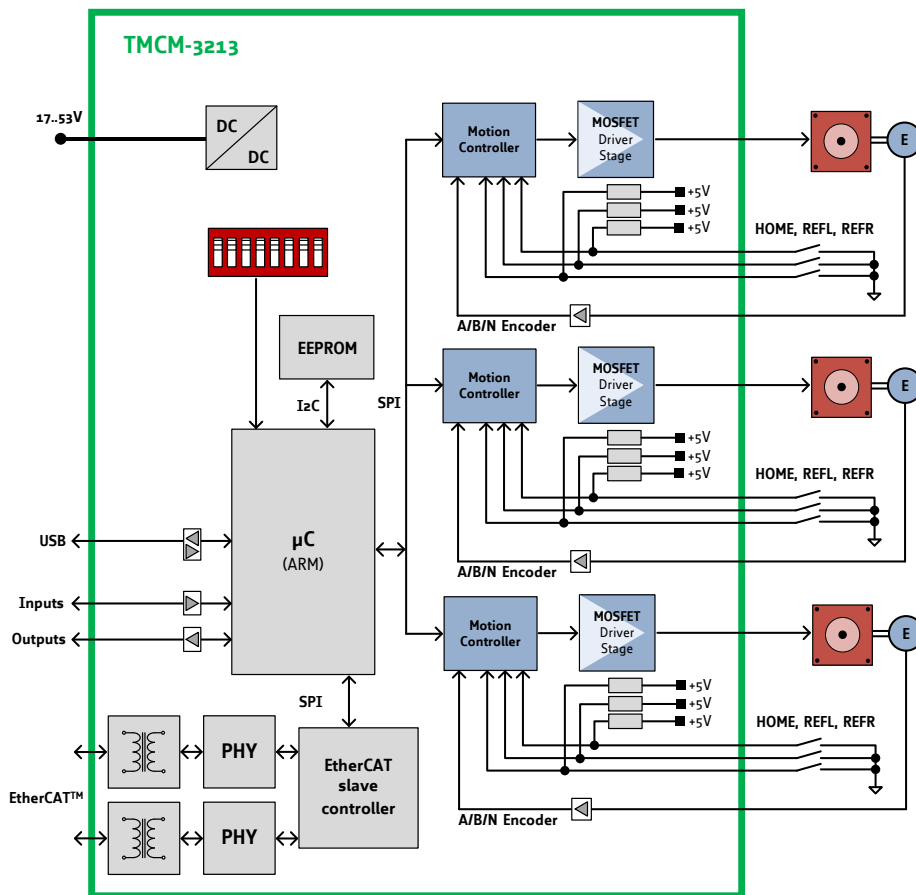 TMCM-3213
17..53V
DC
DC
Motion
Controller
MOSFET
Driver
Stage
E
+5V
+5V
+5V
HOME, REFL, REFR
A/B/N Encoder
EEPROM
I2C
SPI
Motion
Controller
MOSFET
Driver
Stage
E
+5V
+5V
+5V
HOME, REFL, REFR
A/B/N Encoder
µC
(ARM)
USB
Inputs
Outputs
Motion
Controller
MOSFET
Driver
Stage
E
+5V
+5V
+5V
HOME, REFL, REFR
A/B/N Encoder
SPI
PHY
EtherCAT
slave
controller
EtherCAT™
PHY